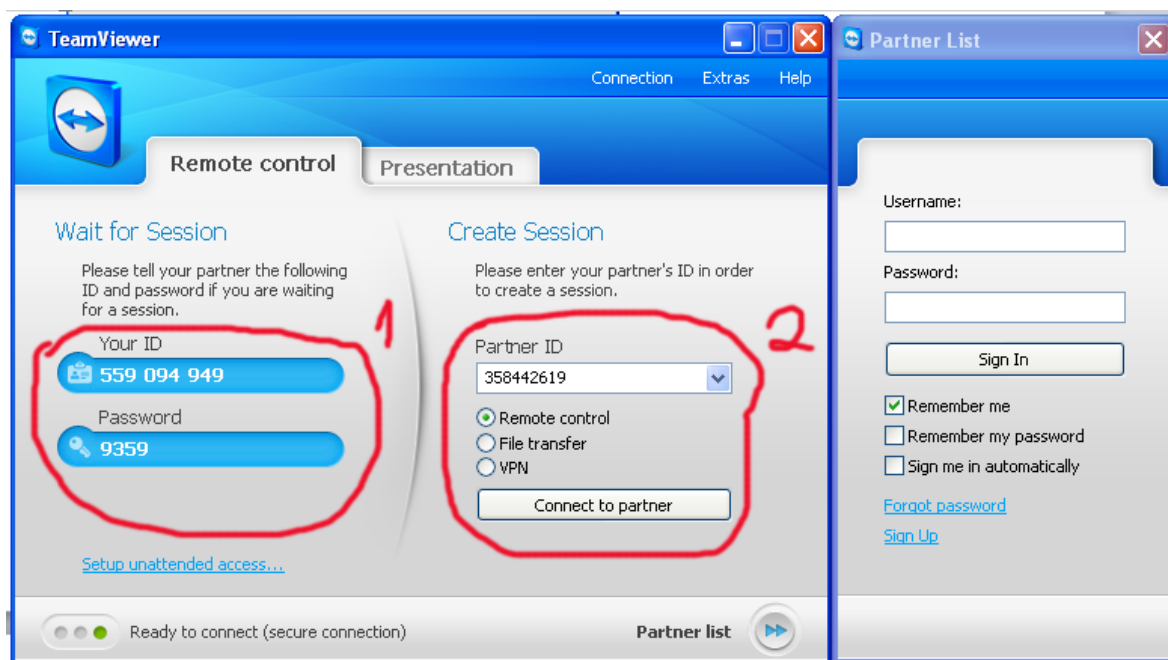 TeamViewer
Connection Extras Help
Remote control
Presentation
Wait for Session
Please tell your partner the following
ID and password if you are waiting
for a session.
1
Your ID
559 094 949
Password
9359
Setup unattended access...
Create Session
Please enter your partner's ID in order
to create a session.
2
Partner ID
358442619
Remote control
File transfer
VPN
Connect to partner
Ready to connect (secure connection)
Partner list
Partner List
Username:
Password:
Sign In
Remember me
Remember my password
Sign me in automatically
Forgot password
Sign Up